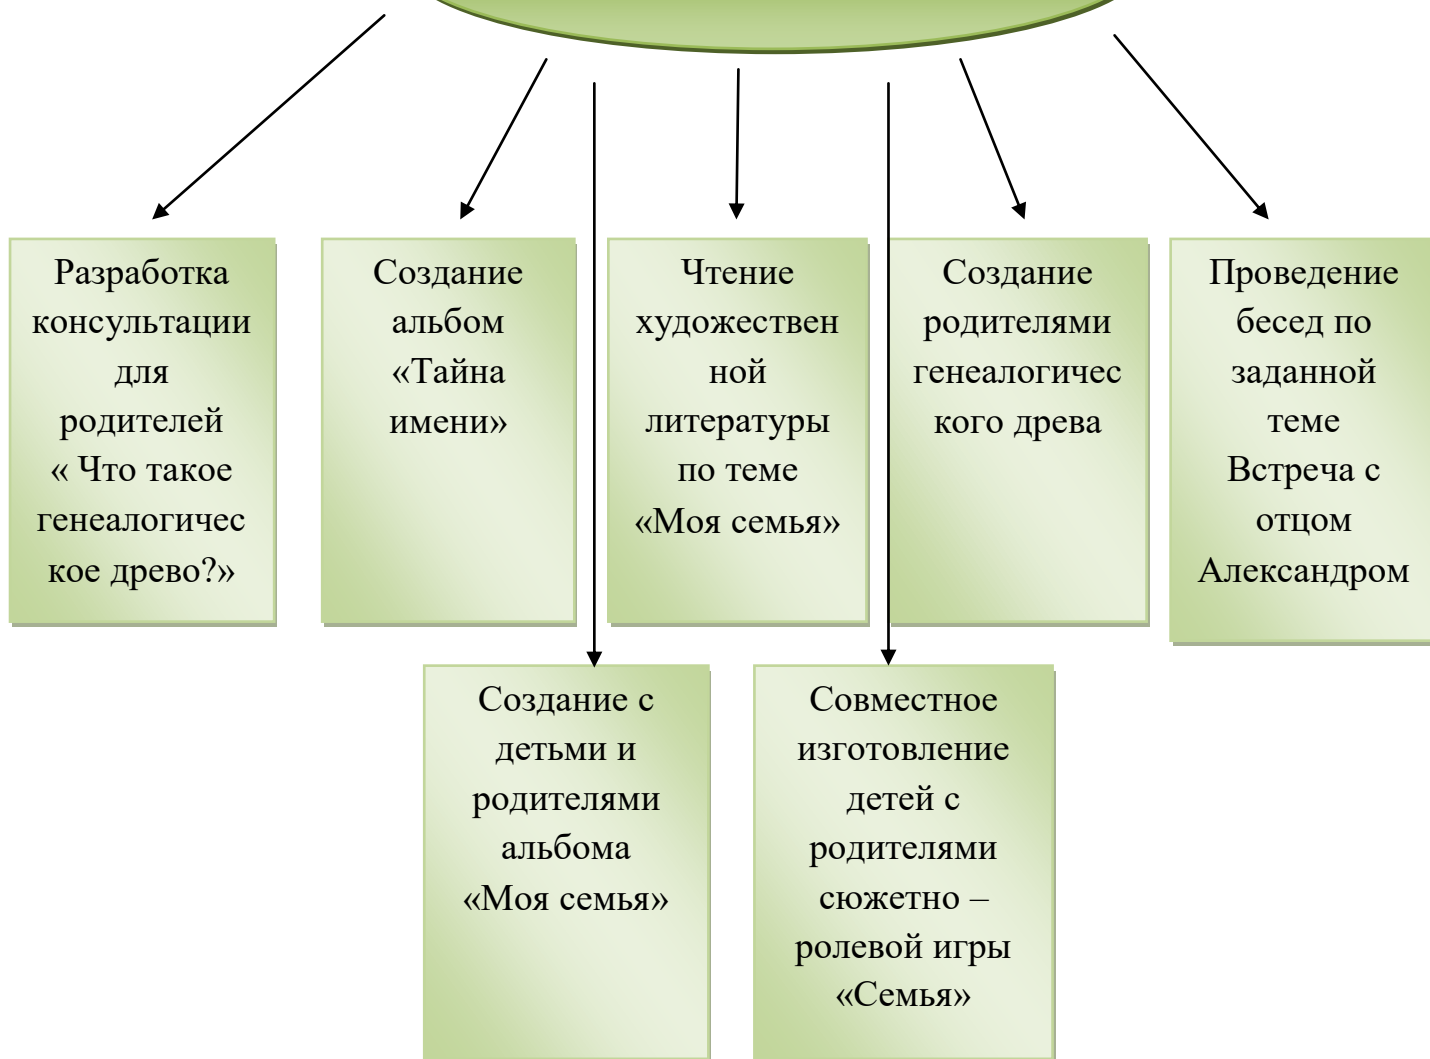 Разработка
консультации
для
родителей
« Что такое
генеалогичес
кое древо?»
Создание
альбом
«Тайна
имени»
Чтение
художествен
ной
литературы
по теме
«Моя семья»
Создание
родителями
генеалогичес
кого древа
Проведение
бесед по
заданной
теме
Встреча с
отцом
Александром
Создание с
детьми и
родителями
альбома
«Моя семья»
Совместное
изготовление
детей с
родителями
сюжетно –
ролевой игры
«Семья»